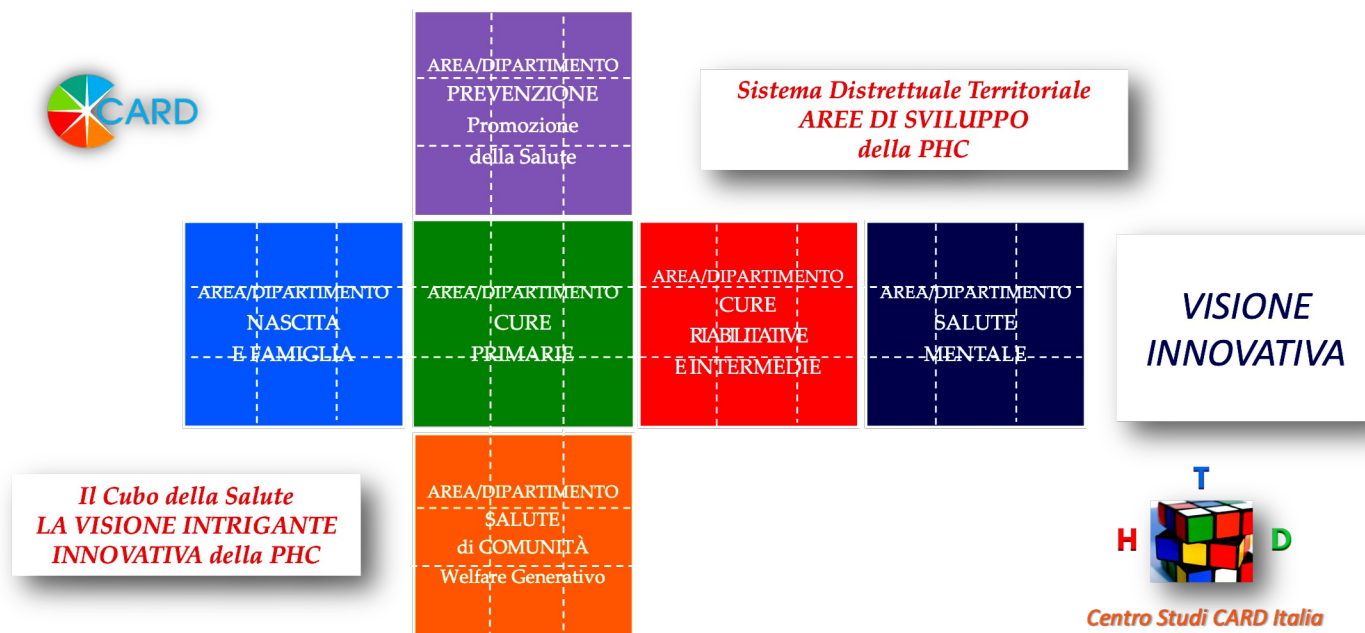 CARD
AREA/DIPARTIMENTO
PREVENZIONE
Promozione
della Salute
Sistema Distrettuale Territoriale
AREE DI SVILUPPO
della PHC
AREA/DIPARTIMENTO
NASCITA
E FAMIGLIA
AREA/DIPARTIMENTO
CURE
PRIMARIE
AREA/DIPARTIMENTO
CURE
RIABILITATIVE
E INTERMEDIE
AREA/DIPARTIMENTO
SALUTE
MENTALE
VISIONE
INNOVATIVA
Il Cubo della Salute
LA VISIONE INTRIGANTE
INNOVATIVA della PHC
AREA/DIPARTIMENTO
SALUTE
di COMUNITÀ
Welfare Generativo
T
H D
Centro Studi CARD Italia